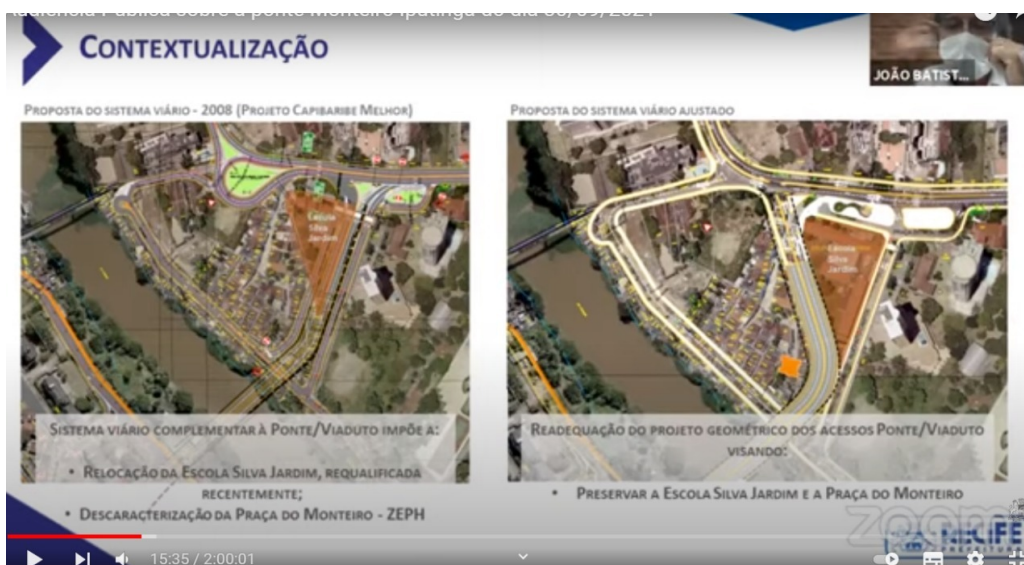 Audiência Pública sobre a ponte Monteiro-Iputinga do dia 30/09/2021
CONTEXTUALIZAÇÃO
JOÃO BATIST...
PROPOSTA DO SISTEMA VIÁRIO - 2008 (PROJETO CAPIBARIBE MELHOR)
PROPOSTA DO SISTEMA VIÁRIO AJUSTADO
Escola
Silva
Jardim
Escola
Silva
Jardim
SISTEMA VIÁRIO COMPLEMENTAR À PONTE/VIADUTO IMPÕE A:
• RELOCAÇÃO DA ESCOLA SILVA JARDIM, REQUALIFICADA
RECENTEMENTE;
• DESCARACTERIZAÇÃO DA PRAÇA DO MONTEIRO - ZEPH
READEQUAÇÃO DO PROJETO GEOMÉTRICO DOS ACESSOS PONTE/VIADUTO
VISANDO:
• PRESERVAR A ESCOLA SILVA JARDIM E A PRAÇA DO MONTEIRO
zoom
RECIFE
PREFEITURA
15:35 / 2:00:01